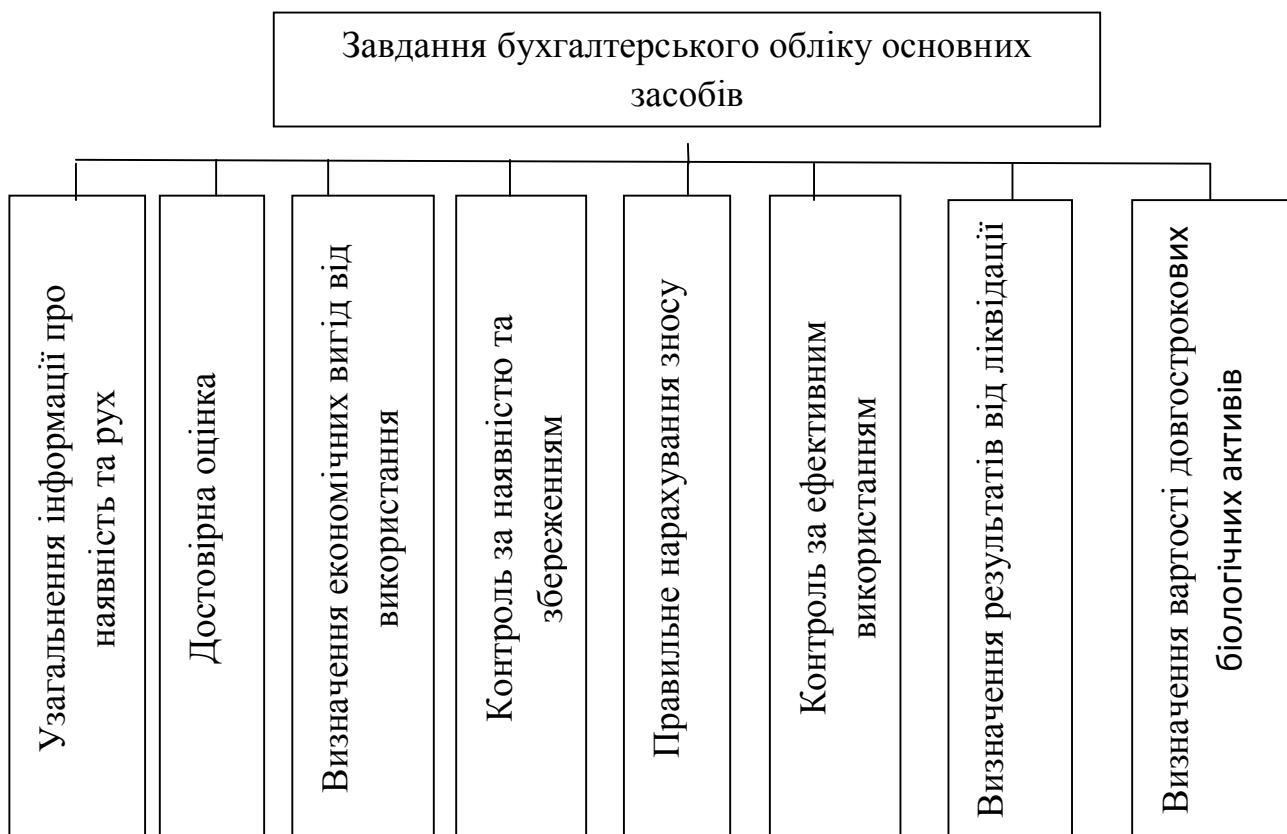 Завдання бухгалтерського обліку основних
засобів
Узагальнення інформації про
наявність та рух
Достовірна оцінка
Визначення економічних вигід від
використання
Контроль за наявністю та
збереженням
Правильне нарахування зносу
Контроль за ефективним
використанням
Визначення результатів від ліквідації
Визначення вартості довгострокових
біологічних активів